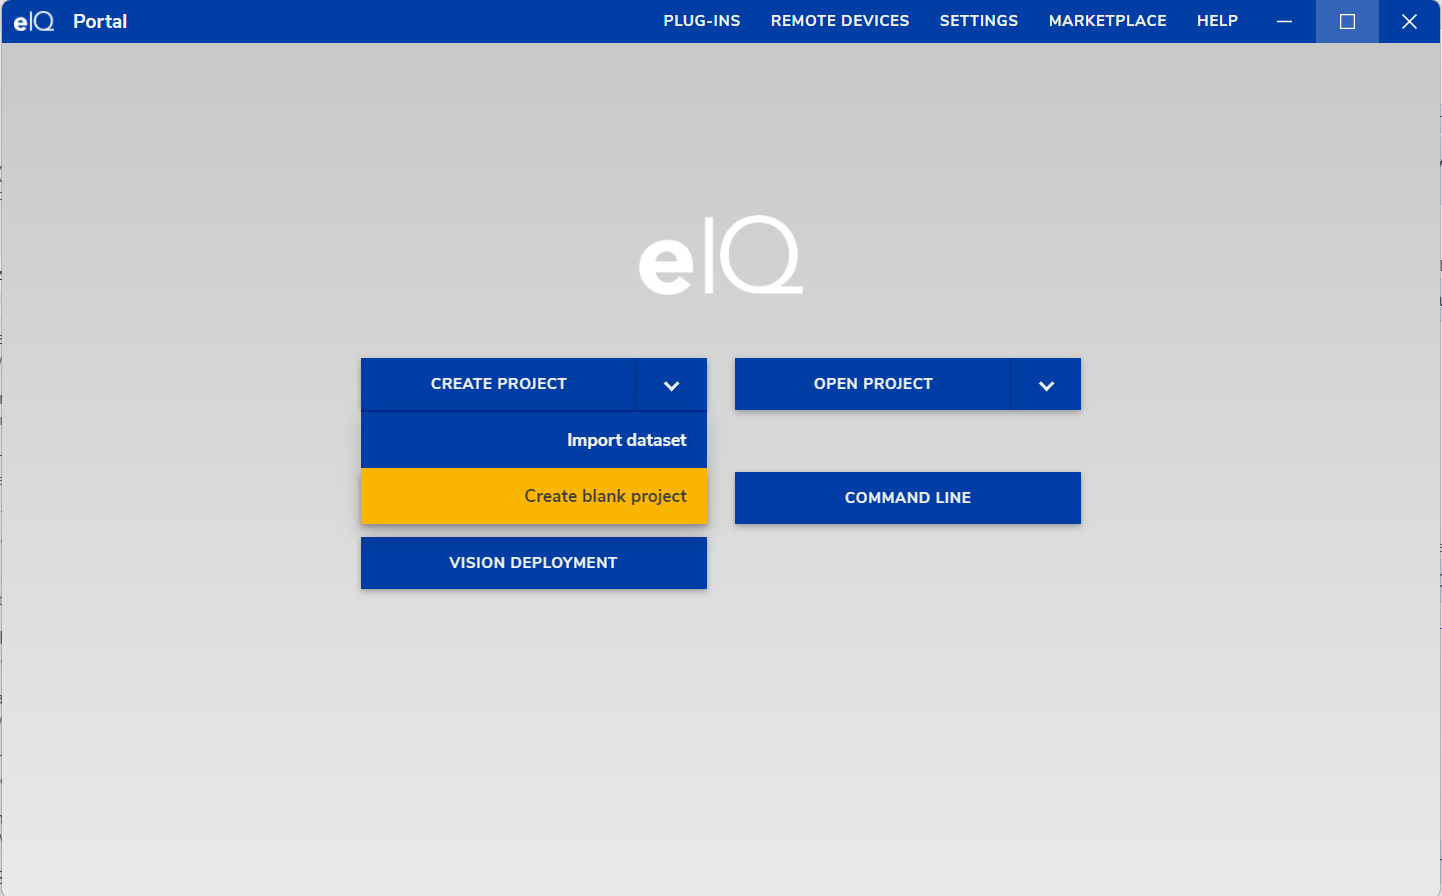 eIQ Portal PLUG-INS REMOTE DEVICES SETTINGS MARKETPLACE HELP
eIQ
CREATE PROJECT
Import dataset
Create blank project
VISION DEPLOYMENT
OPEN PROJECT
COMMAND LINE